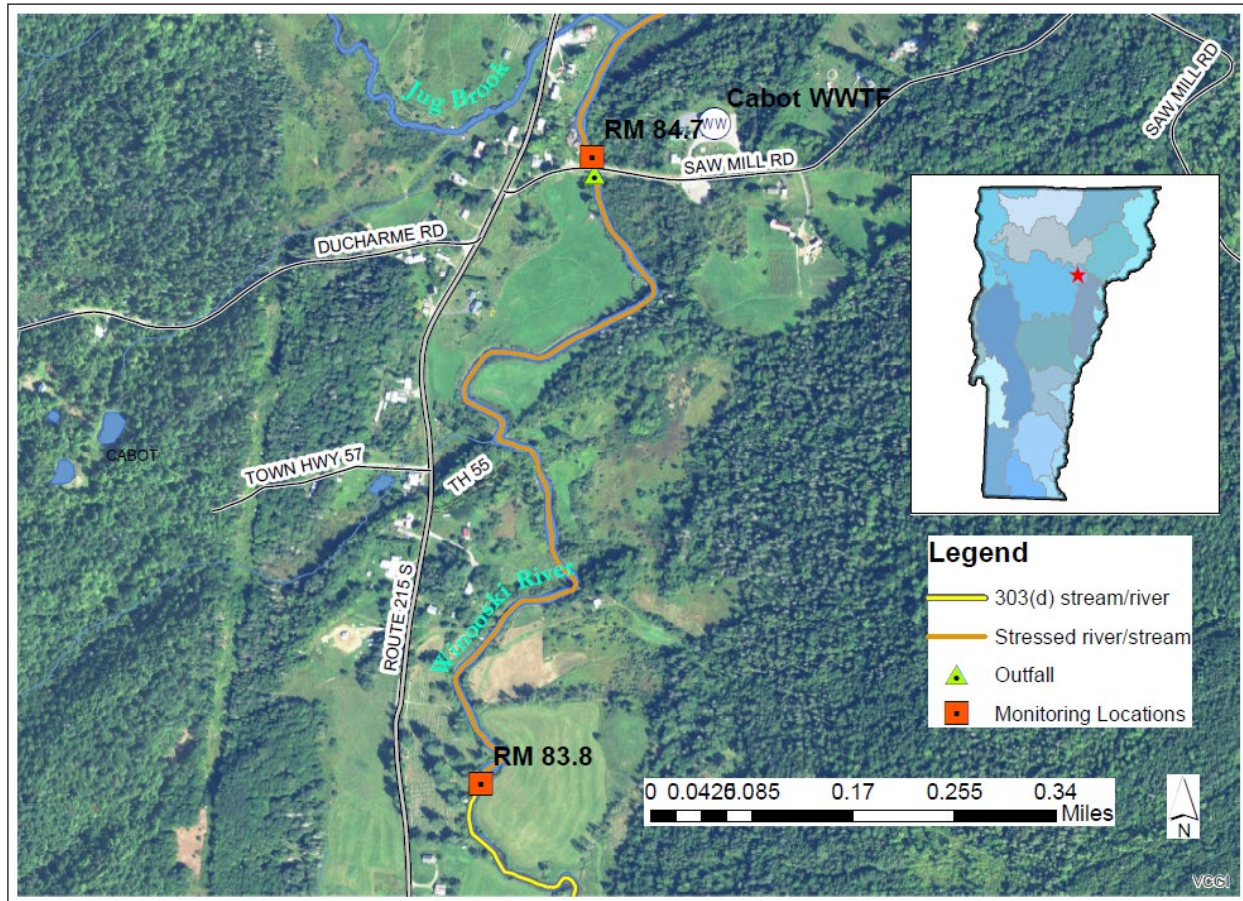 Jug Brook
Cabot WWTF
WW
RM 84.7
SAW MILL RD
SAW MILL RD
DUCHARME RD
CABOT
TOWN HWY 57
TH 55
ROUTE 215 S
Winooski River
RM 83.8
Legend
303(d) stream/river
Stressed river/stream
Outfall
Monitoring Locations
0 0.0425 0.085 0.17 0.255 0.34
Miles
N
VCGI